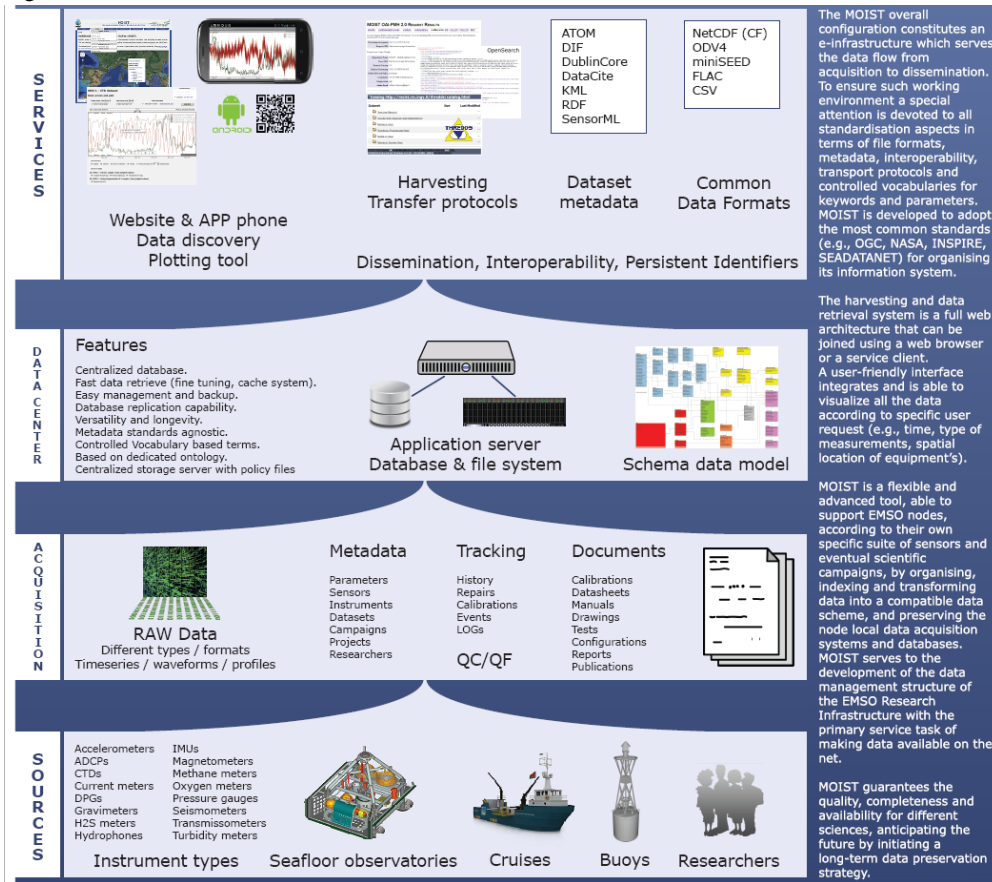 SERVICES
MOIST
MOIST OAI-PMH 2.0 Request Results
OpenSearch
THREDDS
ANDROID
Website & APP phone
Data discovery
Plotting tool
Harvesting
Transfer protocols
ATOM
DIF
DublinCore
DataCite
KML
RDF
SensorML
Dataset
metadata
NetCDF (CF)
ODV4
miniSEED
FLAC
CSV
Common
Data Formats
Dissemination, Interoperability, Persistent Identifiers
DATA CENTER
Features
Centralized database.
Fast data retrieve (fine tuning, cache system).
Easy management and backup.
Database replication capability.
Versatility and longevity.
Metadata standards agnostic.
Controlled Vocabulary based terms.
Based on dedicated ontology.
Centralized storage server with policy files
Application server
Database & file system
Schema data model
ACQUISITION
RAW Data
Different types / formats
Timeseries / waveforms / profiles
Metadata
Parameters
Sensors
Instruments
Datasets
Campaigns
Projects
Researchers
Tracking
History
Repairs
Calibrations
Events
LOGs
QC/QF
Documents
Calibrations
Datasheets
Manuals
Drawings
Tests
Configurations
Reports
Publications
SOURCES
Accelerometers
ADCPs
CTDs
Current meters
DPGs
Gravimeters
H2S meters
Hydrophones
IMUs
Magnetometers
Methane meters
Oxygen meters
Pressure gauges
Seismometers
Transmissometers
Turbidity meters
Instrument types
Seafloor observatories
Cruises
Buoys
Researchers
The MOIST overall
configuration constitutes an
e-infrastructure which serves
the data flow from
acquisition to dissemination.
To ensure such working
environment a special
attention is devoted to all
standardisation aspects in
terms of file formats,
metadata, interoperability,
transport protocols and
controlled vocabularies for
keywords and parameters.
MOIST is developed to adopt
the most common standards
(e.g., OGC, NASA, INSPIRE,
SEADATANET) for organising
its information system.
The harvesting and data
retrieval system is a full web
architecture that can be
joined using a web browser
or a service client.
A user-friendly interface
integrates and is able to
visualize all the data
according to specific user
request (e.g., time, type of
measurements, spatial
location of equipment's).
MOIST is a flexible and
advanced tool, able to
support EMSO nodes,
according to their own
specific suite of sensors and
eventual scientific
campaigns, by organising,
indexing and transforming
data into a compatible data
scheme, and preserving the
node local data acquisition
systems and databases.
MOIST serves to the
development of the data
management structure of
the EMSO Research
Infrastructure with the
primary service task of
making data available on the
net.
MOIST guarantees the
quality, completeness and
availability for different
sciences, anticipating the
future by initiating a
long-term data preservation
strategy.